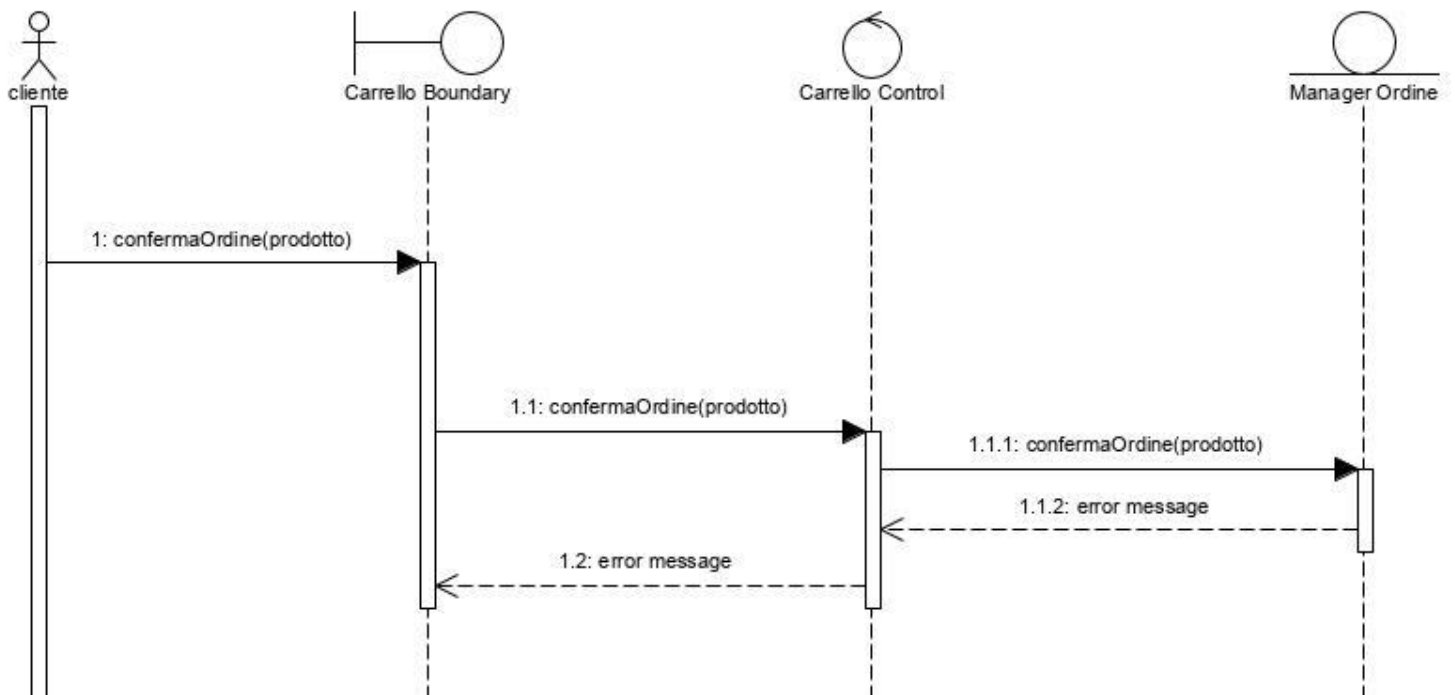 cliente
Carrello Boundary
Carrello Control
Manager Ordine
1: confermaOrdine(prodotto)
1.1: confermaOrdine(prodotto)
1.1.1: confermaOrdine(prodotto)
1.1.2: error message
1.2: error message